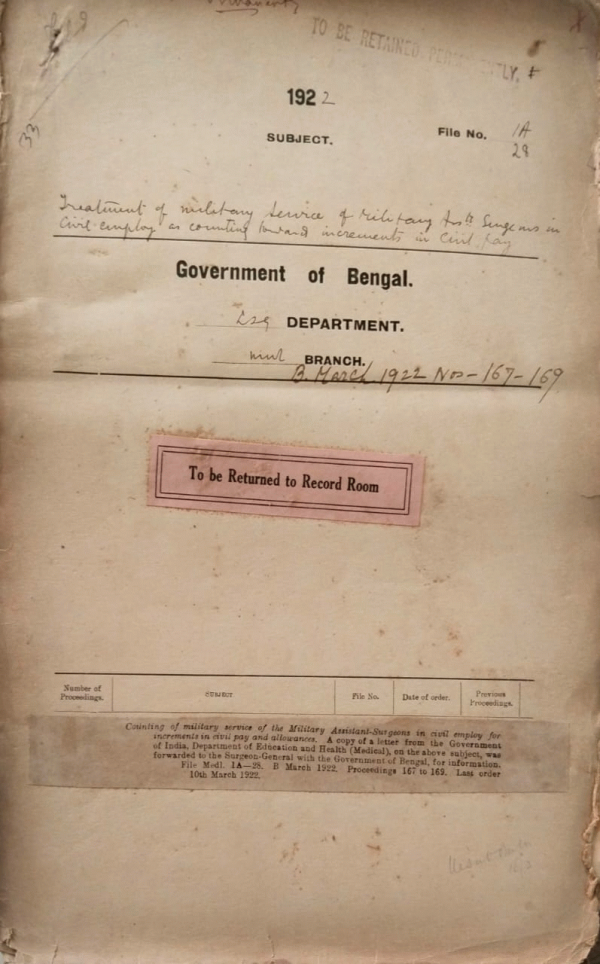 Permanently
TO BE RETAINED PERMANENTLY.
33
1922
SUBJECT.
File No. 1A
28
Treatment of military service of Military Asstt Surgeons in
Civil employ as counting towards increments in Civil pay
Government of Bengal.
LSG DEPARTMENT.
Medl BRANCH.
B. March 1922 Nos - 167 - 169
To be Returned to Record Room
Number of Proceedings.
SUBJECT
File No.
Date of order.
Previous Proceedings.
Counting of military service of the Military Assistant-Surgeons in civil employ for
increments in civil pay and allowances. A copy of a letter from the Government
of India, Department of Education and Health (Medical), on the above subject, was
forwarded to the Surgeon-General with the Government of Bengal, for information.
File Medl. 1A—28. B March 1922. Proceedings 167 to 169. Last order
10th March 1922.